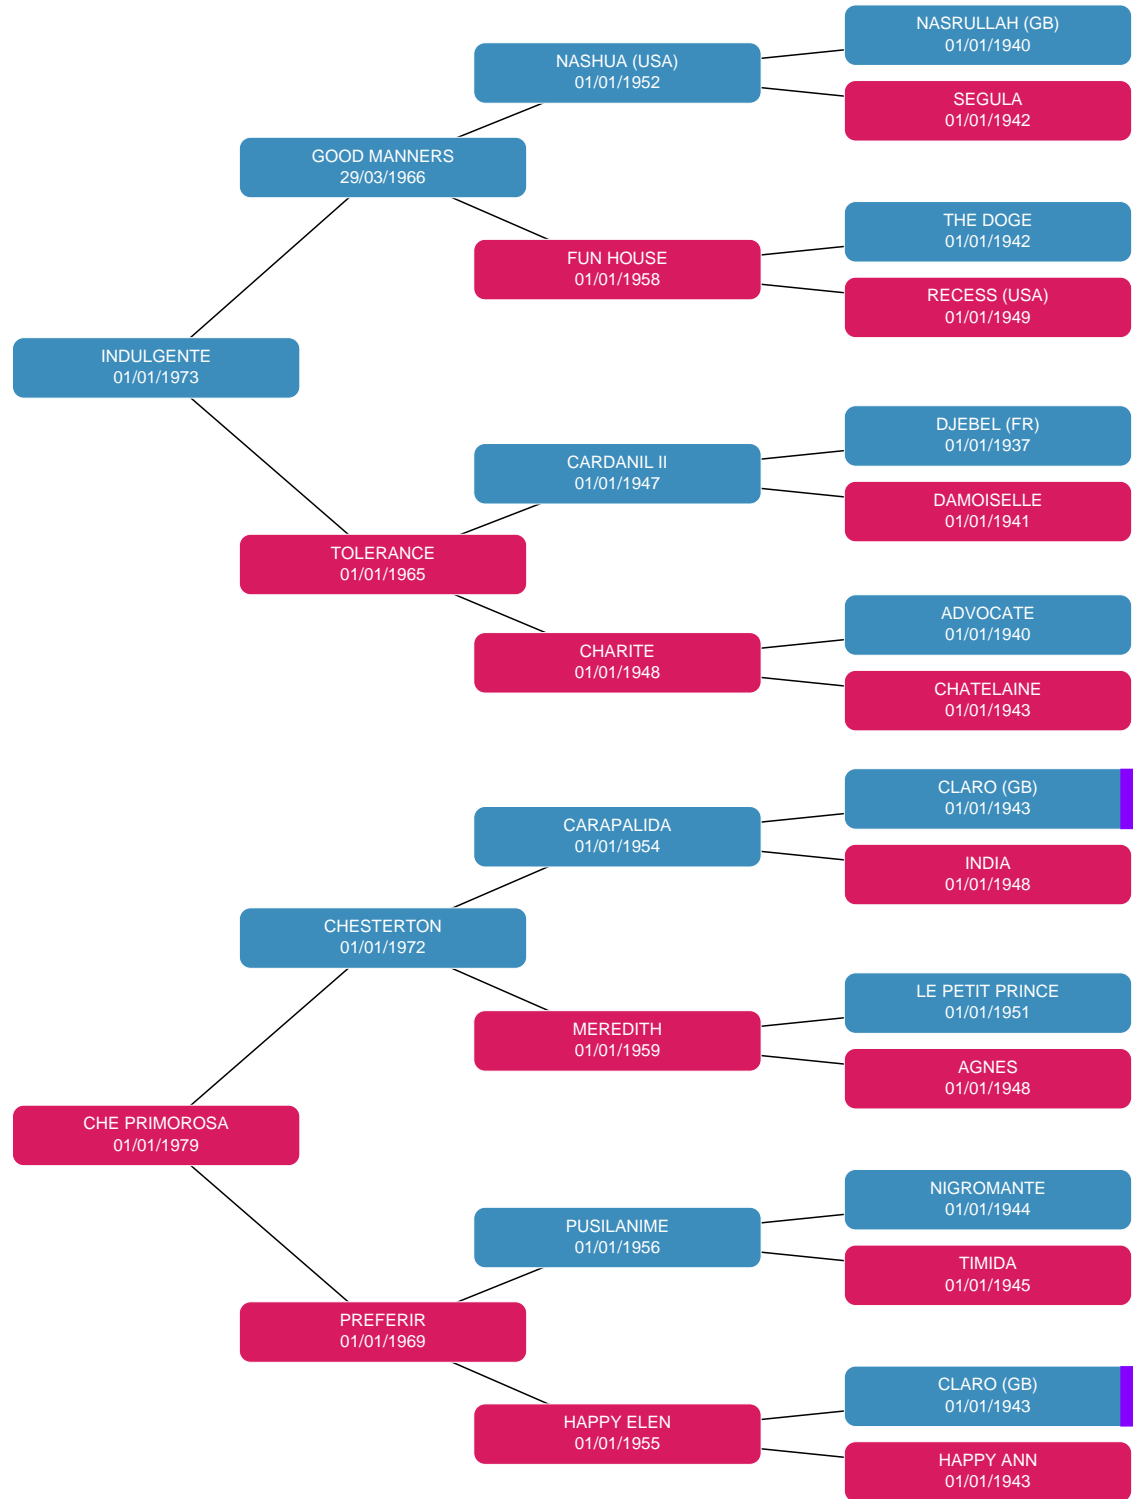 NASRULLAH (GB)
01/01/1940
NASHUA (USA)
01/01/1952
SEGULA
01/01/1942
GOOD MANNERS
29/03/1966
THE DOGE
01/01/1942
FUN HOUSE
01/01/1958
RECESS (USA)
01/01/1949
INDULGENTE
01/01/1973
DJEBEL (FR)
01/01/1937
CARDANIL II
01/01/1947
DAMOISELLE
01/01/1941
TOLERANCE
01/01/1965
ADVOCATE
01/01/1940
CHARITE
01/01/1948
CHATELAINE
01/01/1943
CLARO (GB)
01/01/1943
CARAPALIDA
01/01/1954
INDIA
01/01/1948
CHESTERTON
01/01/1972
LE PETIT PRINCE
01/01/1951
MEREDITH
01/01/1959
AGNES
01/01/1948
CHE PRIMOROSA
01/01/1979
NIGROMANTE
01/01/1944
PUSILANIME
01/01/1956
TIMIDA
01/01/1945
PREFERIR
01/01/1969
CLARO (GB)
01/01/1943
HAPPY ELEN
01/01/1955
HAPPY ANN
01/01/1943